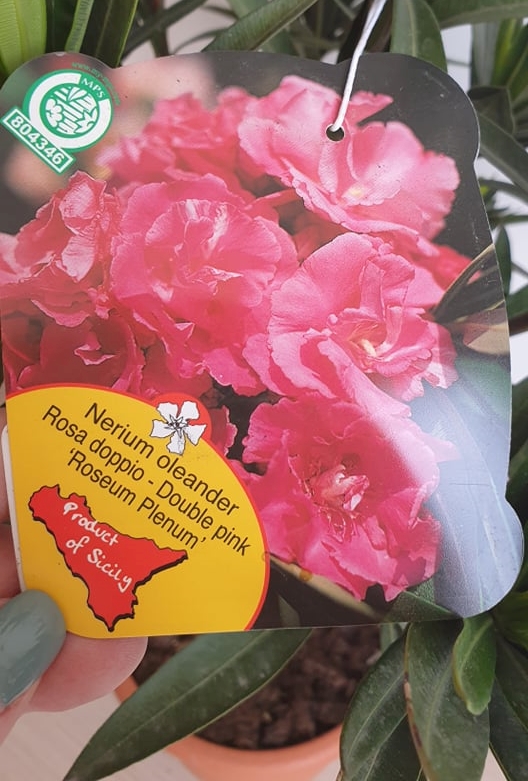 MPS
804346
Nerium oleander
Rosa doppio - Double pink
'Roseum Plenum'
Product
of Sicily